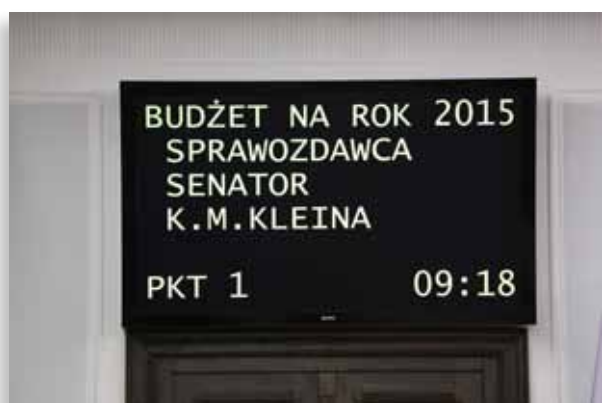 BUDŻET NA ROK 2015
SPRAWOZDAWCA
SENATOR
K.M.KLEINA
PKT 1 09:18